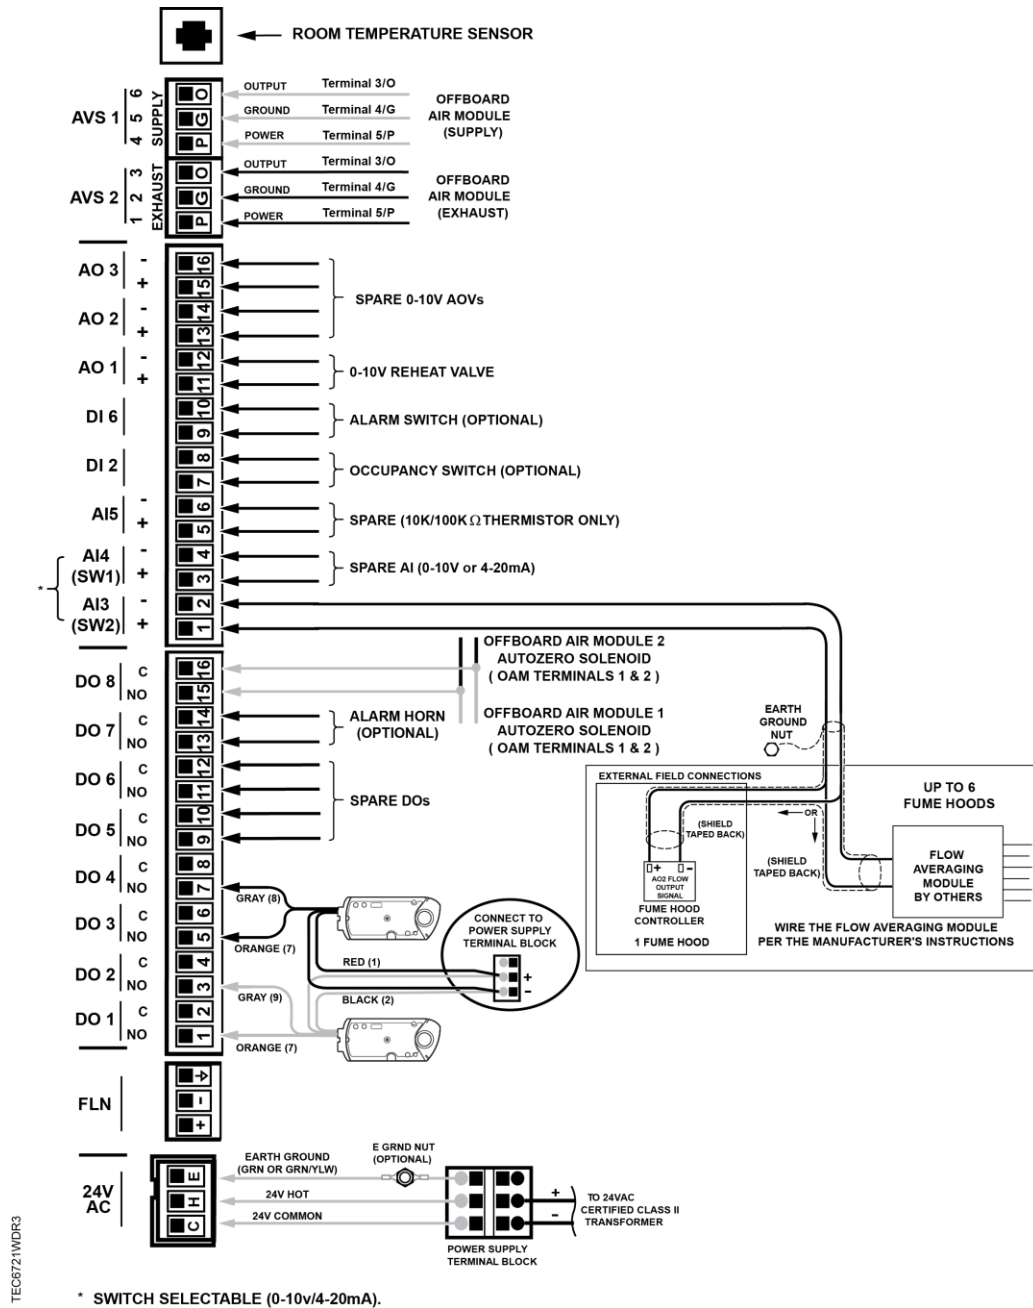 ROOM TEMPERATURE SENSOR
AVS 1
4 5 6
SUPPLY
O
G
P
OUTPUT Terminal 3/O
GROUND Terminal 4/G
POWER Terminal 5/P
OFFBOARD
AIR MODULE
(SUPPLY)
AVS 2
1 2 3
EXHAUST
O
G
P
OUTPUT Terminal 3/O
GROUND Terminal 4/G
POWER Terminal 5/P
OFFBOARD
AIR MODULE
(EXHAUST)
AO 3 - 16
+ 15
AO 2 - 14
+ 13
SPARE 0-10V AOVs
AO 1 - 12
+ 11
0-10V REHEAT VALVE
DI 6 10
9
ALARM SWITCH (OPTIONAL)
DI 2 8
7
OCCUPANCY SWITCH (OPTIONAL)
AI5 - 6
+ 5
SPARE (10K/100K Ω THERMISTOR ONLY)
AI4 - 4
(SW1) + 3
SPARE AI (0-10V or 4-20mA)
*
AI3 - 2
(SW2) + 1
DO 8 C 16
NO 15
OFFBOARD AIR MODULE 2
AUTOZERO SOLENOID
( OAM TERMINALS 1 & 2 )
OFFBOARD AIR MODULE 1
AUTOZERO SOLENOID
( OAM TERMINALS 1 & 2 )
DO 7 C 14
NO 13
ALARM HORN
(OPTIONAL)
DO 6 C 12
NO 11
DO 5 C 10
NO 9
SPARE DOs
DO 4 C 8
NO 7
GRAY (8)
DO 3 C 6
NO 5
ORANGE (7)
DO 2 C 4
NO 3
GRAY (9)
DO 1 C 2
NO 1
ORANGE (7)
RED (1)
BLACK (2)
CONNECT TO
POWER SUPPLY
TERMINAL BLOCK
+
-
EARTH
GROUND
NUT
EXTERNAL FIELD CONNECTIONS
UP TO 6
FUME HOODS
OR
(SHIELD
TAPED BACK)
+ -
AO2 FLOW
OUTPUT
SIGNAL
FUME HOOD
CONTROLLER
1 FUME HOOD
(SHIELD
TAPED BACK)
FLOW
AVERAGING
MODULE
BY OTHERS
WIRE THE FLOW AVERAGING MODULE
PER THE MANUFACTURER'S INSTRUCTIONS
FLN
-
+
24V
AC
E
H
C
EARTH GROUND
(GRN OR GRN/YLW)
E GRND NUT
(OPTIONAL)
24V HOT
24V COMMON
POWER SUPPLY
TERMINAL BLOCK
+
-
TO 24VAC
CERTIFIED CLASS II
TRANSFORMER
TEC6721WDR3
* SWITCH SELECTABLE (0-10v/4-20mA).